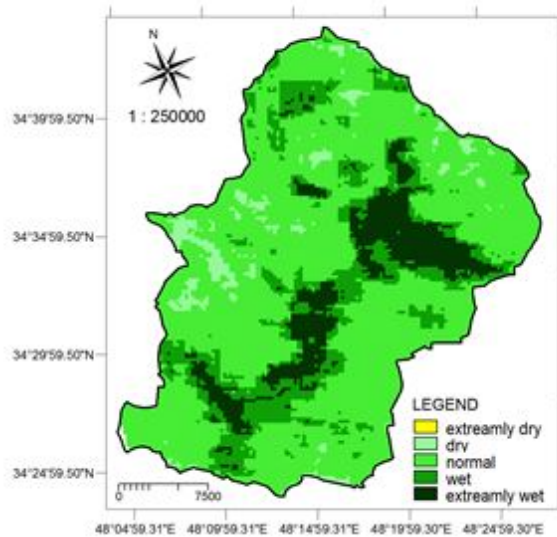 N
1 : 250000
34°39'59.50"N
34°34'59.50"N
34°29'59.50"N
34°24'59.50"N
LEGEND
extreamly dry
dry
normal
wet
extreamly wet
0 7500
48°04'59.31"E 48°09'59.31"E 48°14'59.31"E 48°19'59.30"E 48°24'59.30"E